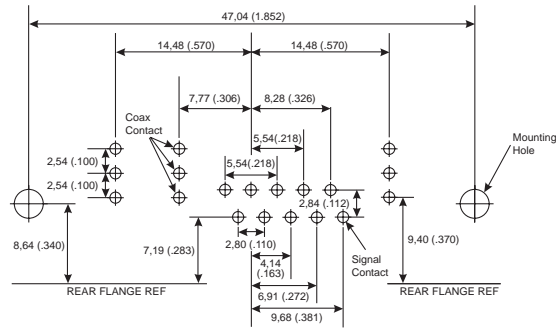 47,04 (1.852)
14,48 (.570)
14,48 (.570)
7,77 (.306)
8,28 (.326)
Coax
Contact
5,54(.218)
Mounting
Hole
2,54 (.100)
5,54(.218)
2,54 (.100)
2,84 (.112)
8,64 (.340)
7,19 (.283)
9,40 (.370)
2,80 (.110)
Signal
Contact
4,14
(.163)
REAR FLANGE REF
REAR FLANGE REF
6,91 (.272)
9,68 (.381)